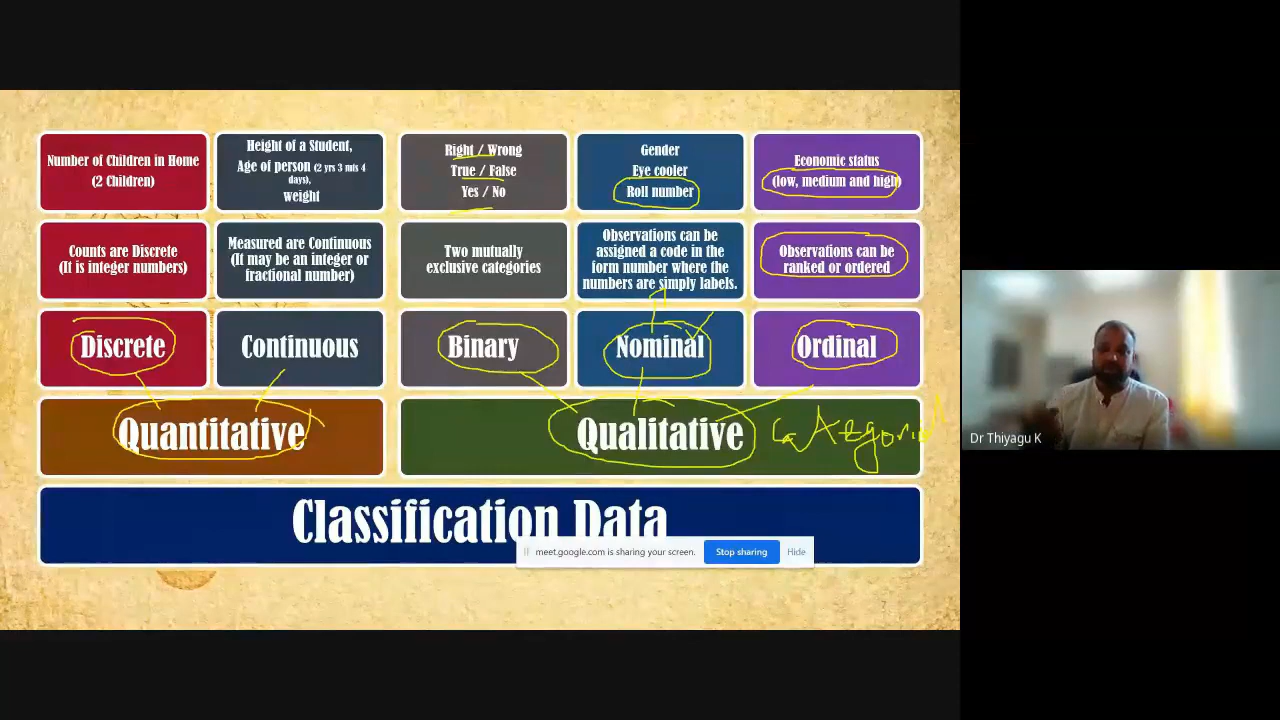 Number of Children in Home
(2 Children)
Height of a Student,
Age of person (2 yrs 3 mts 4
days),
weight
Right / Wrong
True / False
Yes / No
Gender
Eye cooler
Roll number
Economic status
(low, medium and high)
Counts are Discrete
(It is integer numbers)
Measured are Continuous
(It may be an integer or
fractional number)
Two mutually
exclusive categories
Observations can be
assigned a code in the
form number where the
numbers are simply labels.
Observations can be
ranked or ordered
Discrete
Continuous
Binary
Nominal
Ordinal
Quantitative
Qualitative
Classification Data
meet.google.com is sharing your screen.
Stop sharing
Hide
Dr Thiyagu K